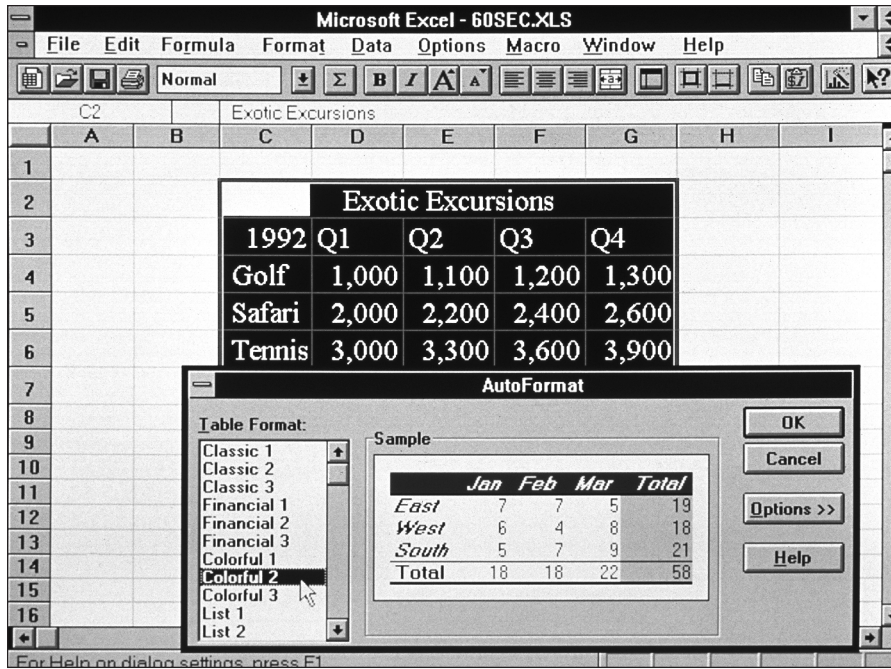 Microsoft Excel - 60SEC.XLS
File Edit Formula Format Data Options Macro Window Help
Normal Σ B I A A
C2 Exotic Excursions
A B C D E F G H I
1
2 Exotic Excursions
3 1992 Q1 Q2 Q3 Q4
4 Golf 1,000 1,100 1,200 1,300
5 Safari 2,000 2,200 2,400 2,600
6 Tennis 3,000 3,300 3,600 3,900
7
8
9
10
11
12
13
14
15
16
AutoFormat
Table Format:
Classic 1
Classic 2
Classic 3
Financial 1
Financial 2
Financial 3
Colorful 1
Colorful 2
Colorful 3
List 1
List 2
Sample
Jan Feb Mar Total
East 7 7 5 19
West 6 4 8 18
South 5 7 9 21
Total 18 18 22 58
OK
Cancel
Options >>
Help
For Help on dialog settings, press F1